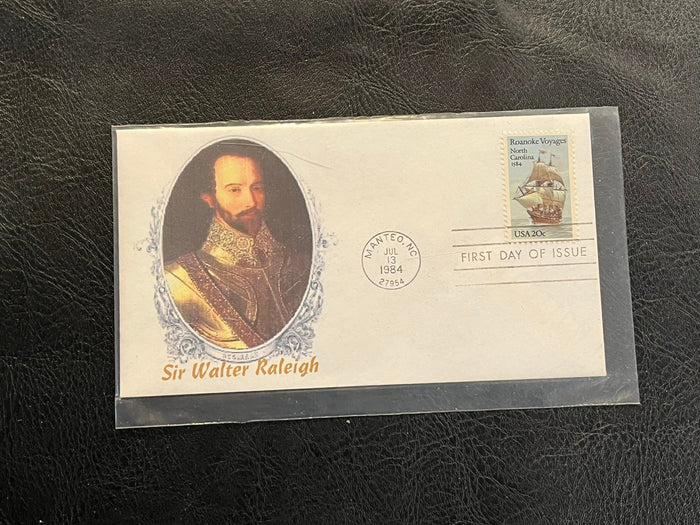 Roanoke Voyages
North
Carolina
1584
USA 20c
MANTEO, NC
JUL
13
1984
27954
FIRST DAY OF ISSUE
Sir Walter Raleigh